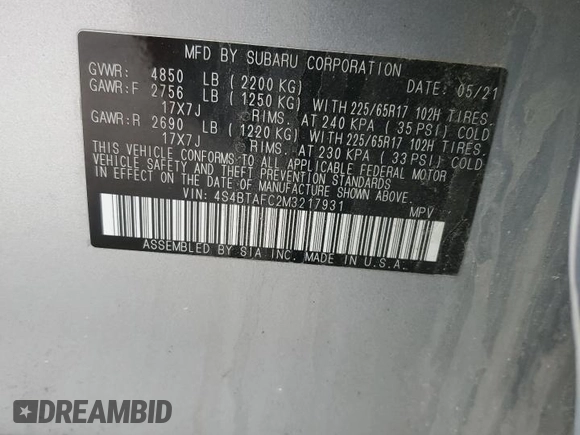 MFD BY SUBARU CORPORATION
GVWR: 4850 LB (2200 KG) DATE: 05/21
GAWR:F 2756 LB (1250 KG) WITH 225/65R17 102H TIRES.
17X7J RIMS. AT 240 KPA (35 PSI) COLD
GAWR:R 2690 LB (1220 KG) WITH 225/65R17 102H TIRES.
17X7J RIMS. AT 230 KPA (33 PSI) COLD
THIS VEHICLE CONFORMS TO ALL APPLICABLE FEDERAL MOTOR
VEHICLE SAFETY AND THEFT PREVENTION STANDARDS
IN EFFECT ON THE DATE OF MANUFACTURE SHOWN ABOVE.
VIN: 4S4BTAFC2M3217931 MPV
ASSEMBLED BY SIA INC. MADE IN U.S.A.
DREAMBID